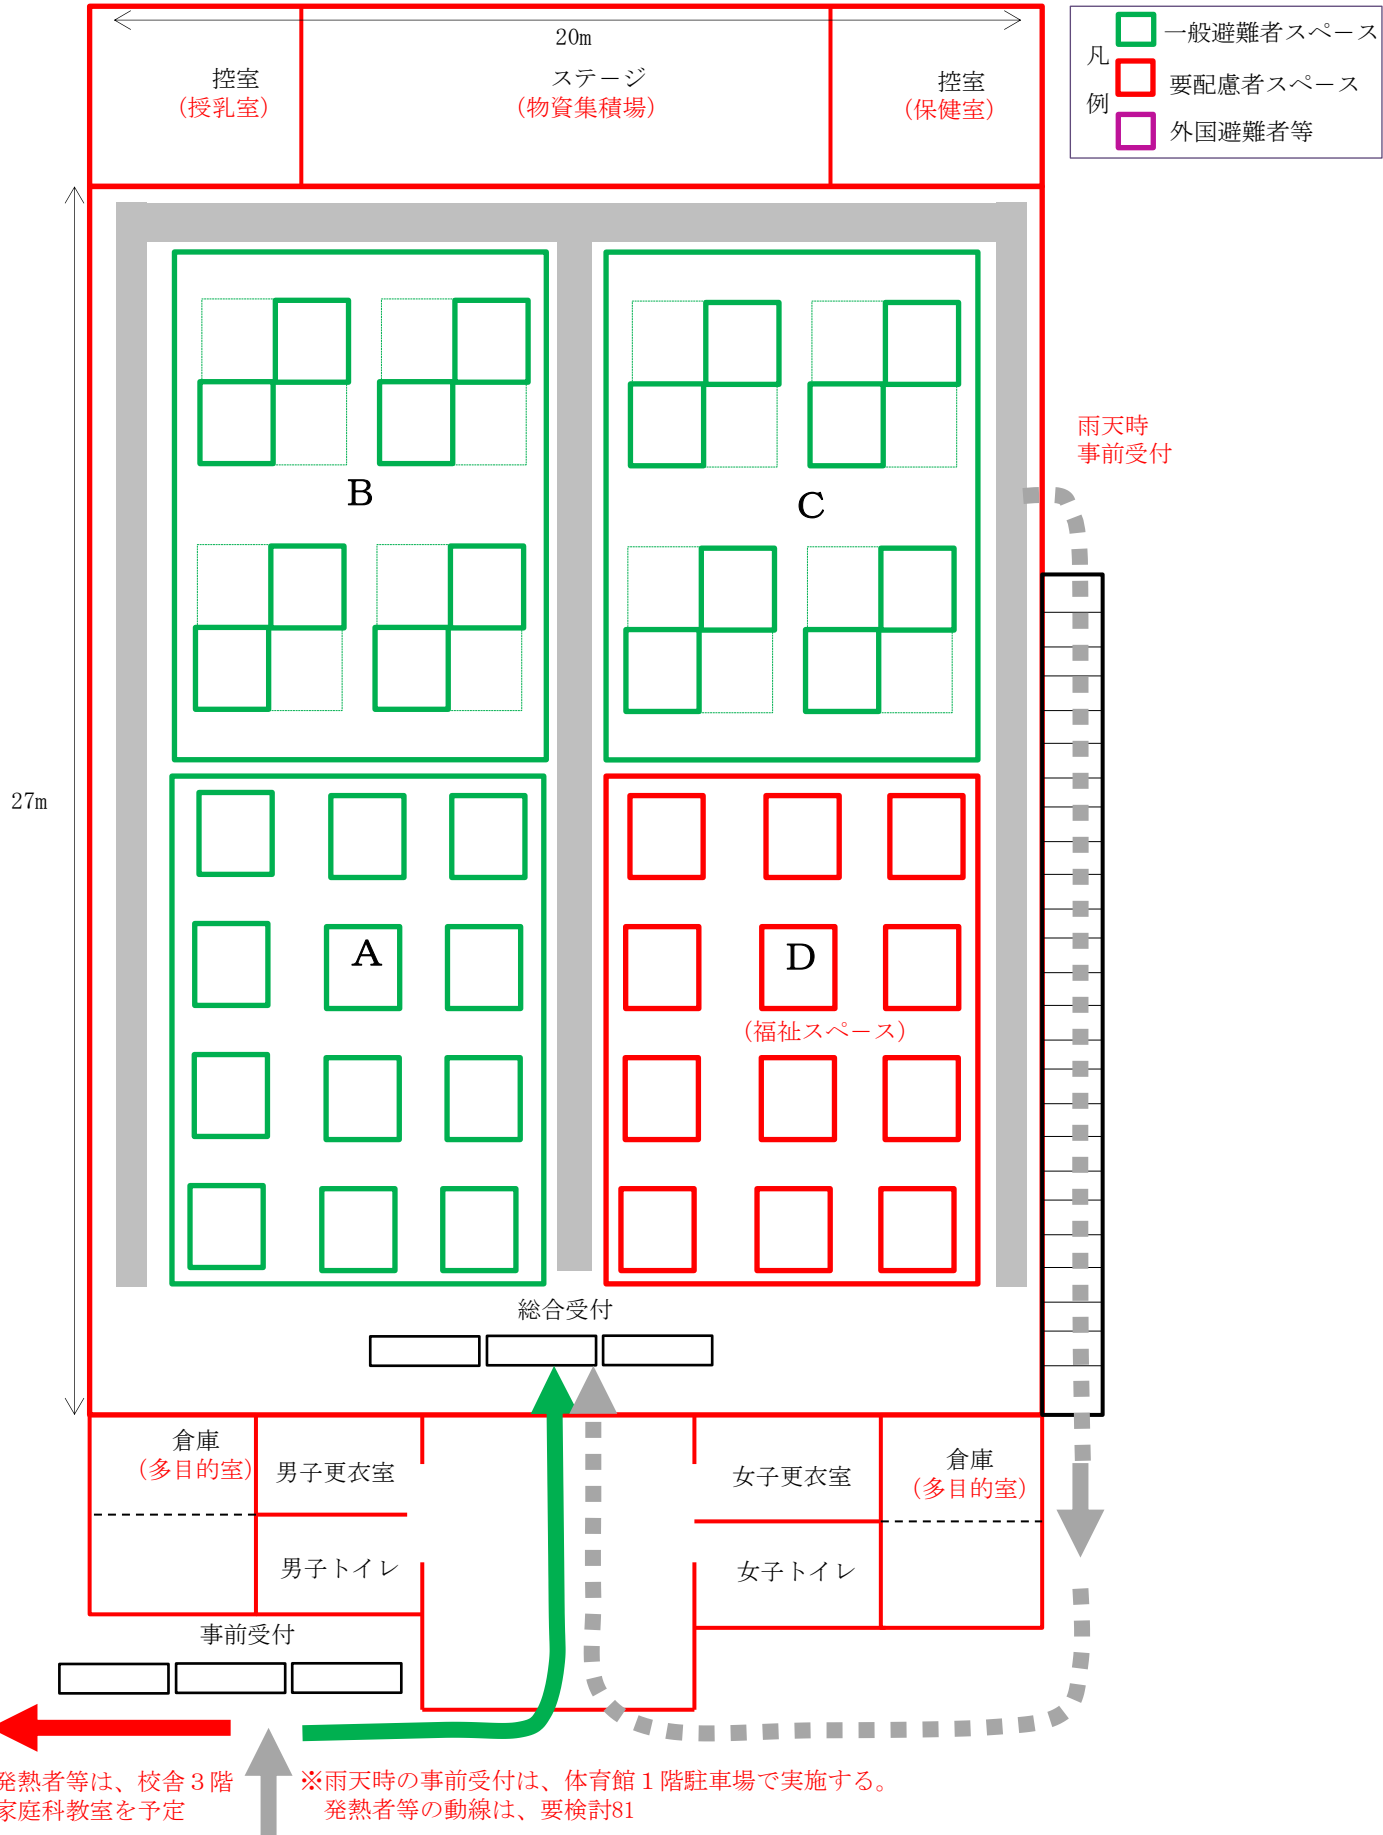 20m
控室
（授乳室）
ステージ
（物資集積場）
控室
（保健室）
凡
例
一般避難者スペース
要配慮者スペース
外国避難者等
27m
雨天時
事前受付
B
C
A
D
（福祉スペース）
総合受付
倉庫
（多目的室）
男子更衣室
男子トイレ
女子更衣室
女子トイレ
倉庫
（多目的室）
事前受付
発熱者等は、校舎３階
家庭科教室を予定
※雨天時の事前受付は、体育館１階駐車場で実施する。
発熱者等の動線は、要検討81